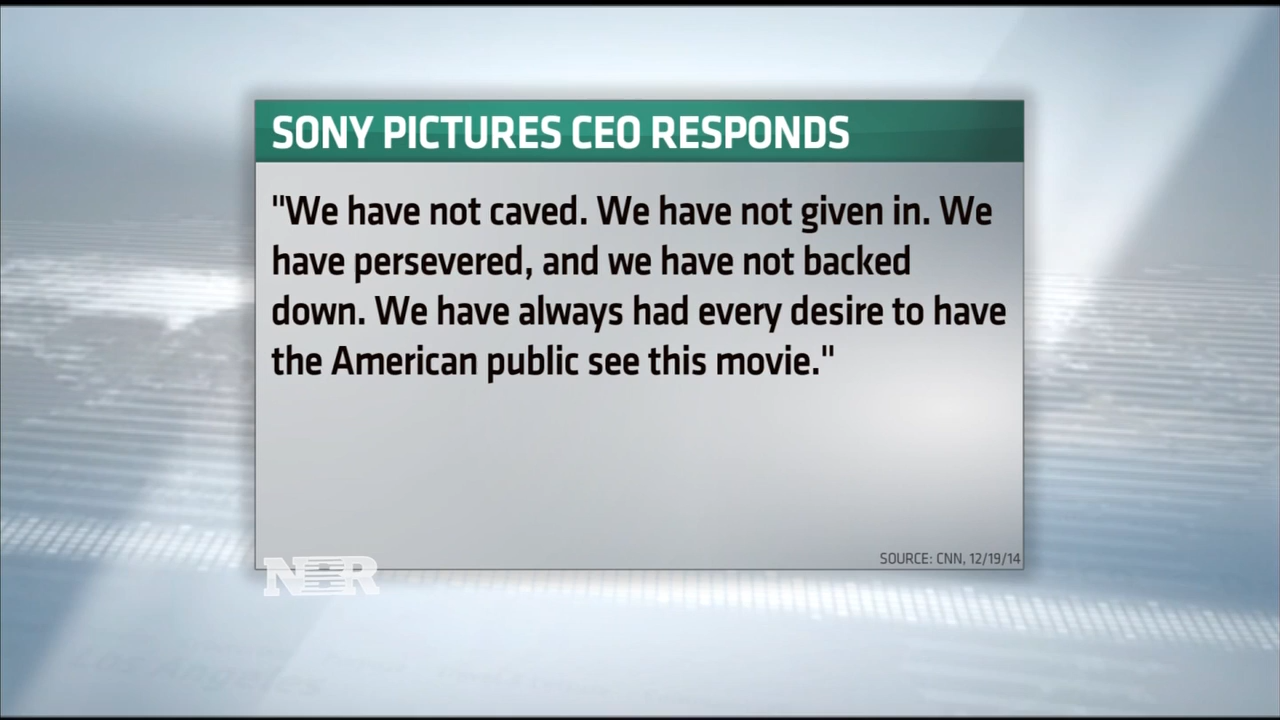 SONY PICTURES CEO RESPONDS
"We have not caved. We have not given in. We
have persevered, and we have not backed
down. We have always had every desire to have
the American public see this movie."
SOURCE: CNN, 12/19/14
NBR